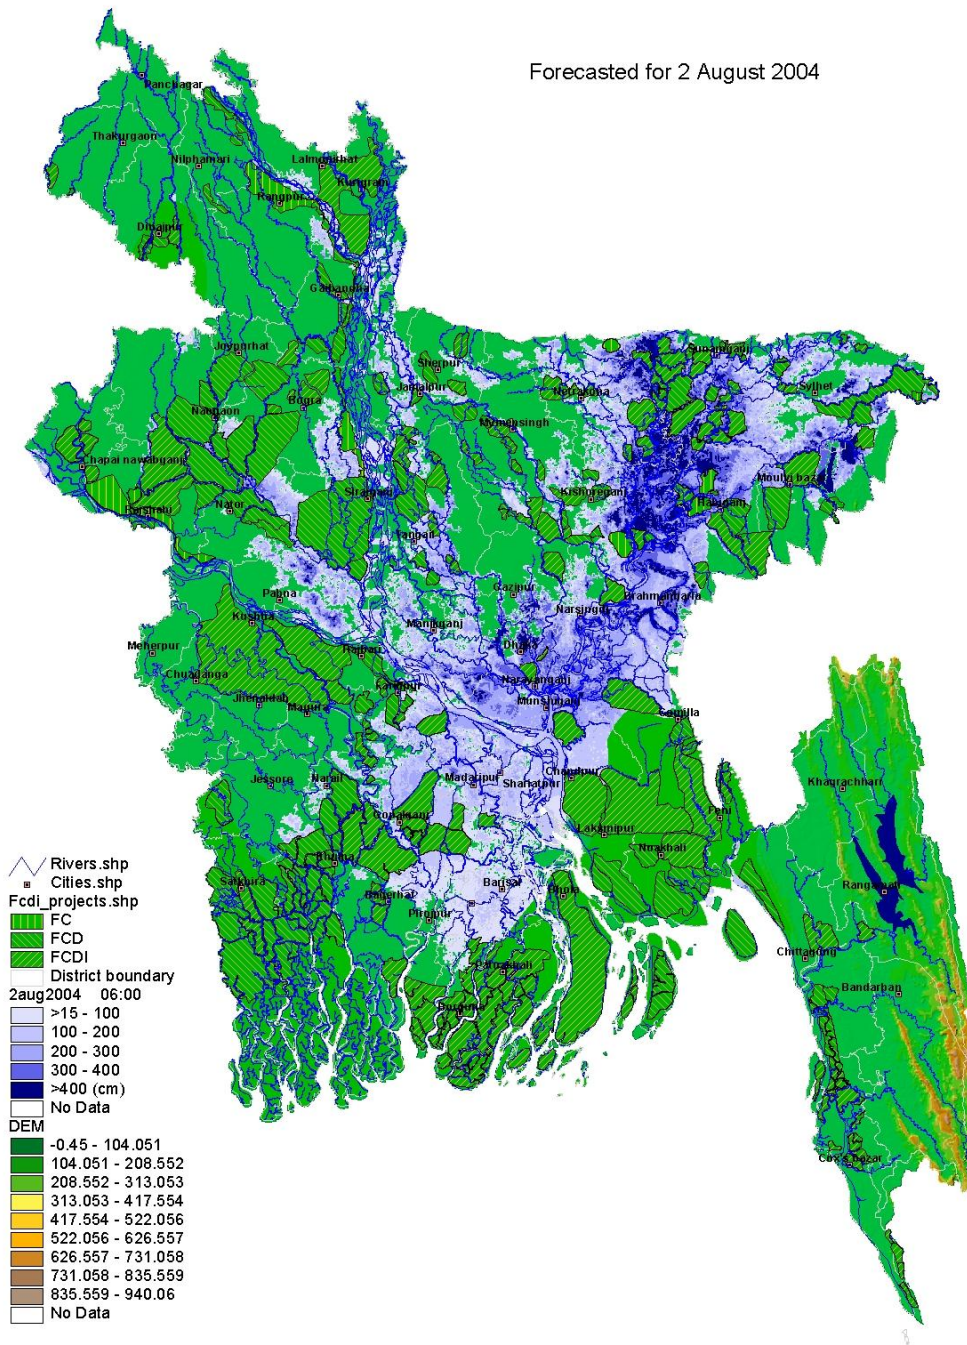 Forecasted for 2 August 2004
Panchagar
Thakurgaon
Nilphamari
Lalmonirhat
Kurigram
Rangpur
Dinajpur
Gaibandha
Joypurhat
Sherpur
Sunamganj
Jamalpur
Netrakona
Sylhet
Bogra
Naogaon
Mymensingh
Chapai nawabganj
Moulvi bazar
Sirajganj
Kishoreganj
Habiganj
Rajshahi
Nator
Tangail
Gazipur
Pabna
Brahmanbaria
Narsingdi
Kushtia
Manikganj
Meherpur
Rajbari
Dhaka
Chuadanga
Narayanganj
Faridpur
Jhenaidah
Magura
Munshiganj
Comilla
Jessore
Narail
Madaripur
Chandpur
Shariatpur
Khagrachhari
Gopalganj
Feni
Lakshmipur
Khulna
Noakhali
Rivers.shp
Cities.shp
Satkhira
Barisal
Bhola
Rangamati
Bagerhat
Fcdi_projects.shp
Pirojpur
FC
FCD
FCDI
Chittagong
Patuakhali
District boundary
Bandarban
2aug2004 06:00
Barguna
>15 - 100
100 - 200
200 - 300
300 - 400
>400 (cm)
No Data
DEM
-0.45 - 104.051
104.051 - 208.552
Cox's bazar
208.552 - 313.053
313.053 - 417.554
417.554 - 522.056
522.056 - 626.557
626.557 - 731.058
731.058 - 835.559
835.559 - 940.06
No Data